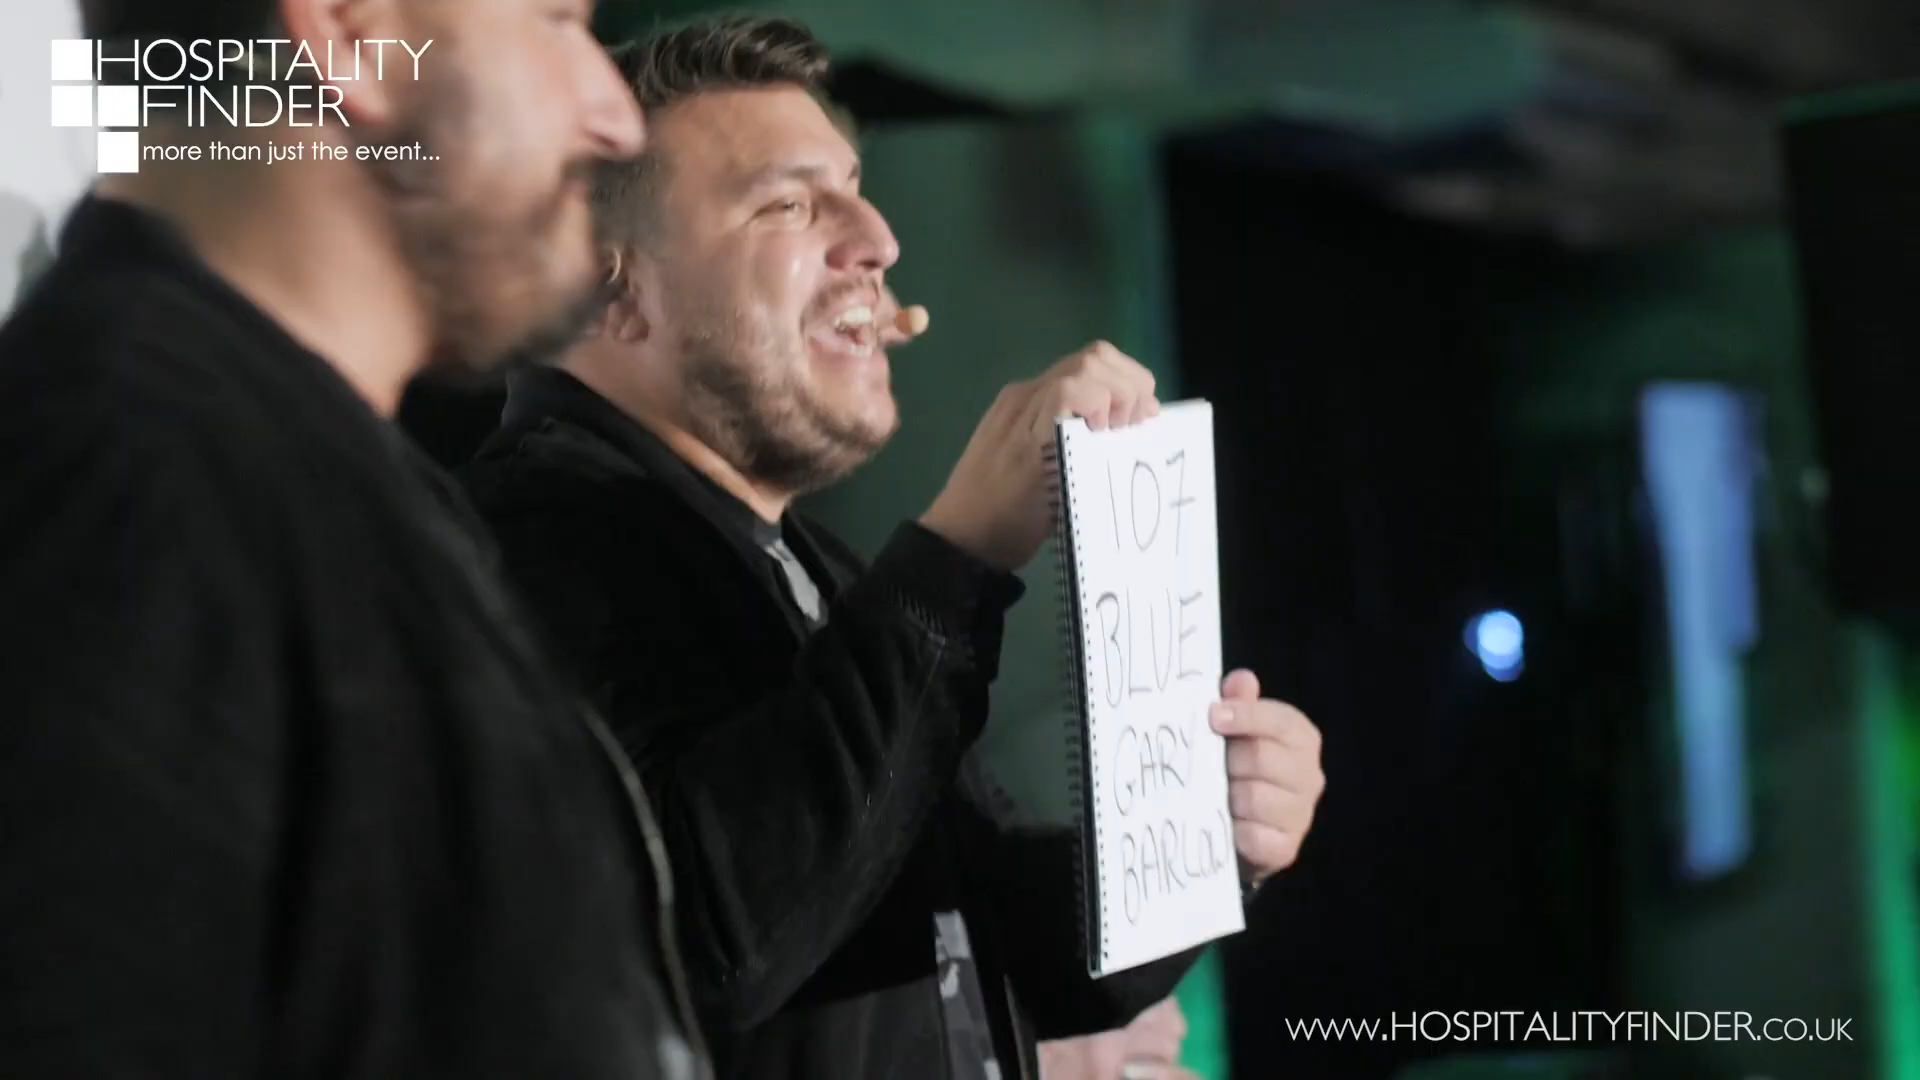 HOSPITALITY
FINDER
more than just the event...
107
BLUE
GARY
BARLOW
www.HOSPITALITYFINDER.co.uk